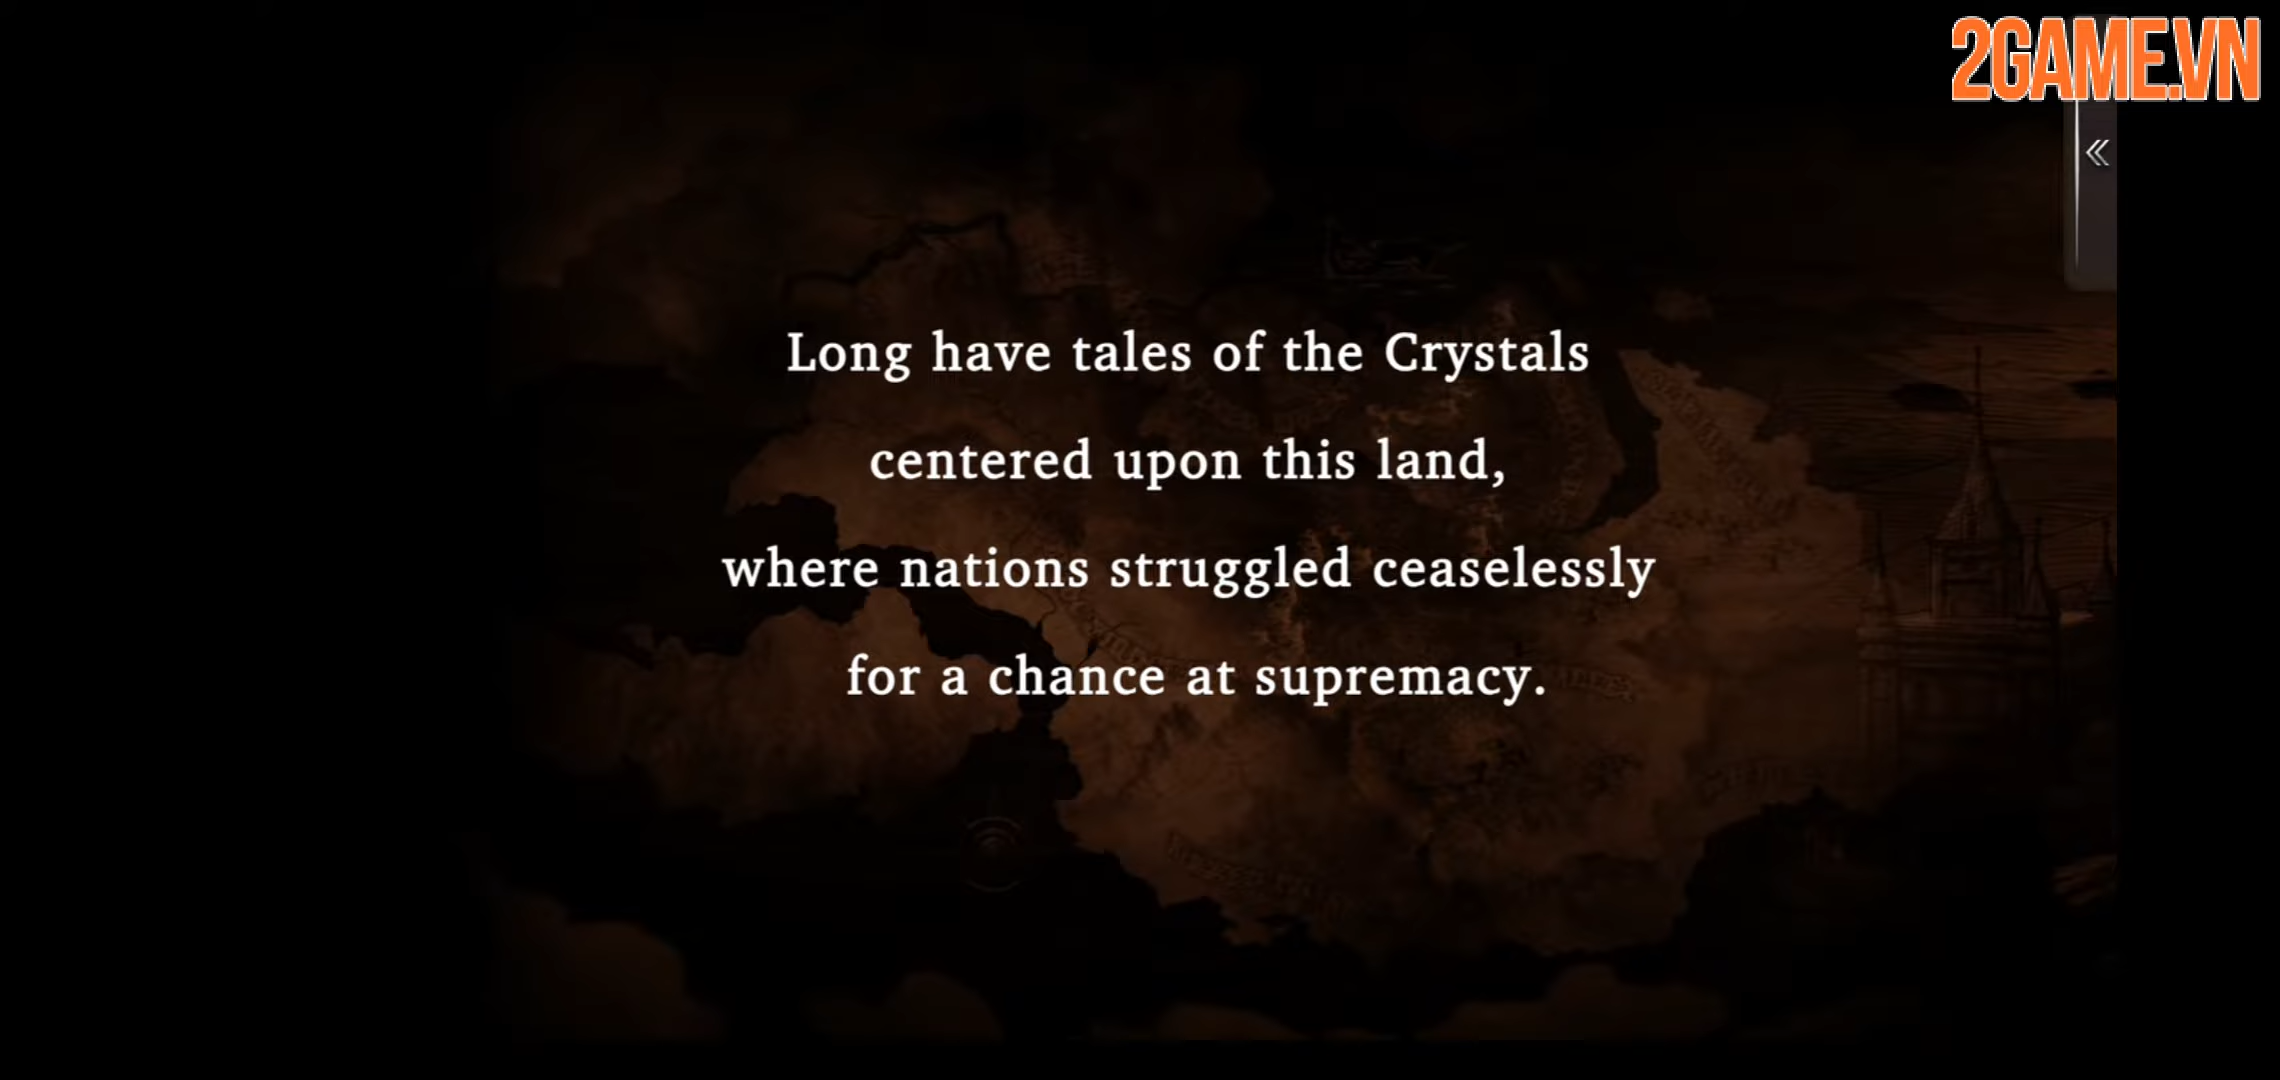 2GAME.VN
Long have tales of the Crystals
centered upon this land,
where nations struggled ceaselessly
for a chance at supremacy.